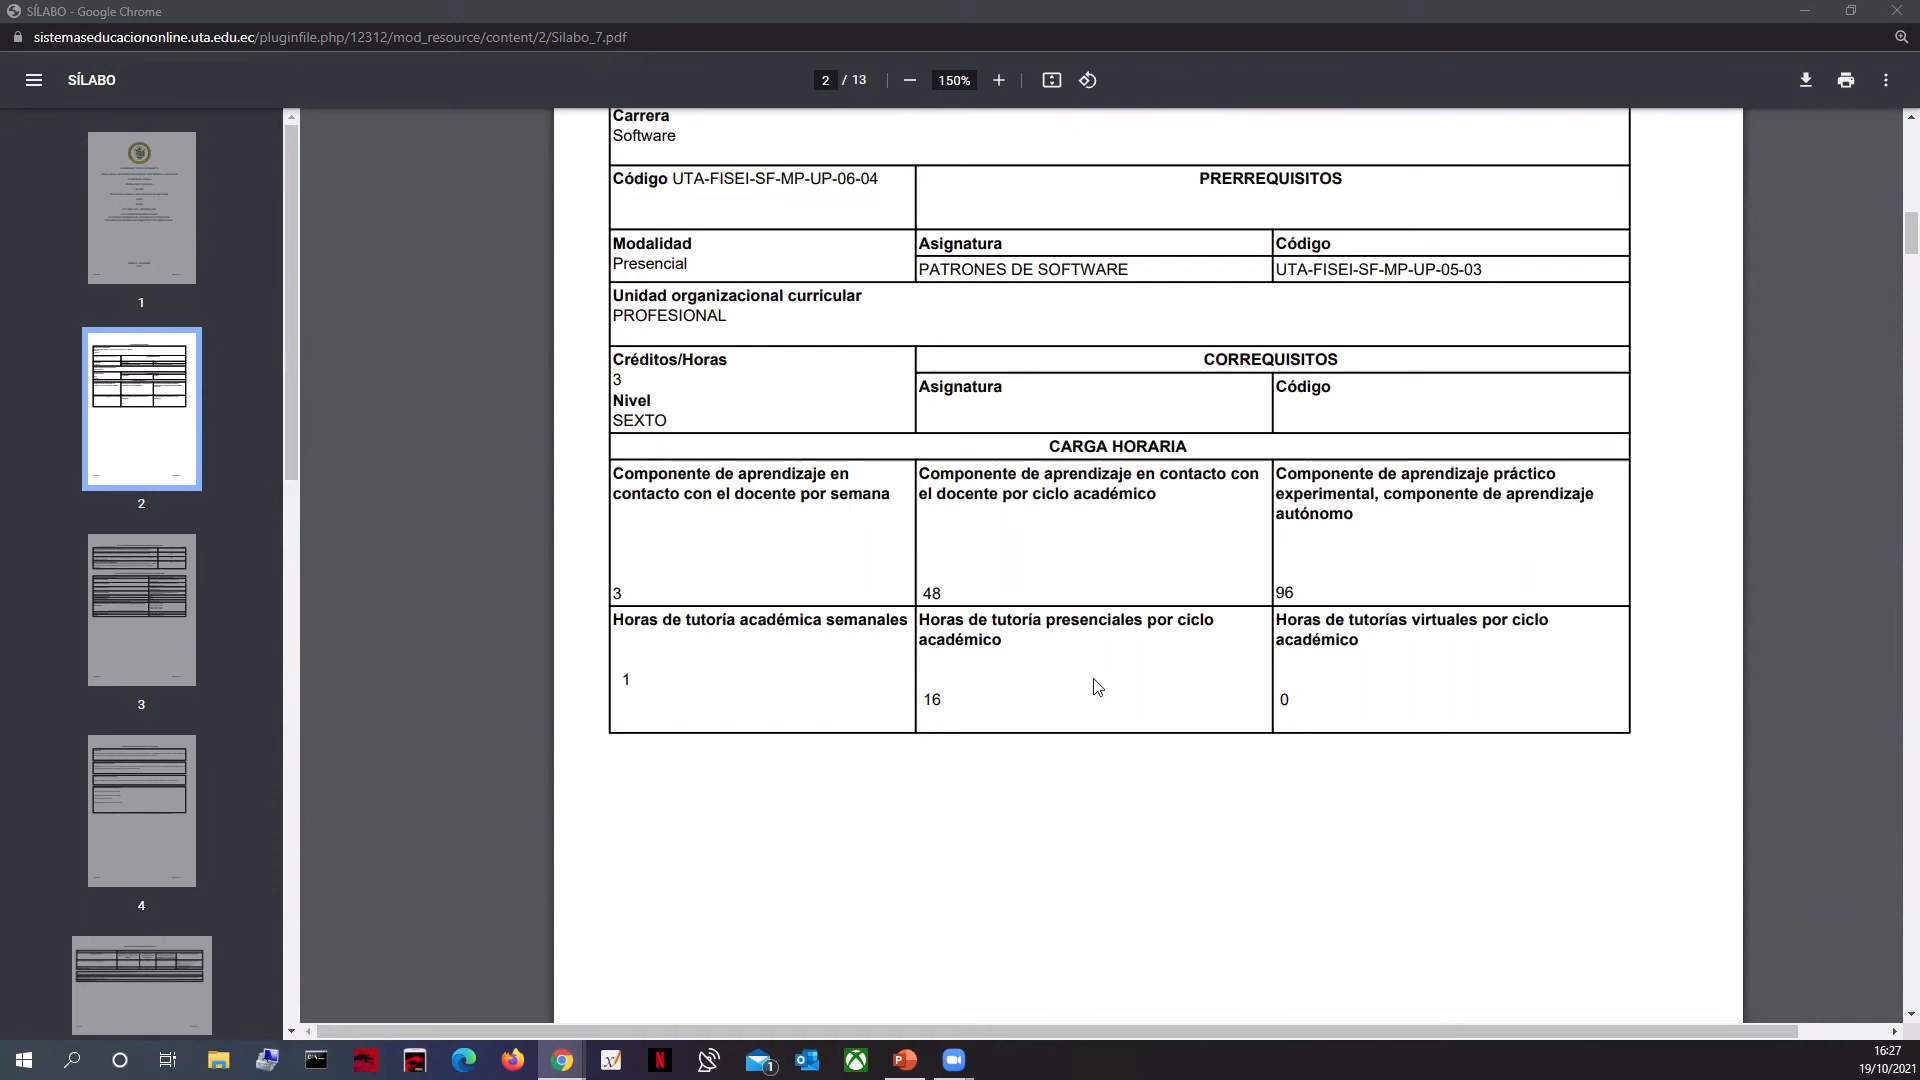 SÍLABO - Google Chrome
sistemaseducaciononline.uta.edu.ec/pluginfile.php/12312/mod_resource/content/2/Silabo_7.pdf
SÍLABO
2 / 13
150%
1
2
3
4
Carrera
Software
Código UTA-FISEI-SF-MP-UP-06-04
PRERREQUISITOS
Modalidad
Presencial
Asignatura
Código
PATRONES DE SOFTWARE
UTA-FISEI-SF-MP-UP-05-03
Unidad organizacional curricular
PROFESIONAL
Créditos/Horas
3
Nivel
SEXTO
CORREQUISITOS
Asignatura
Código
CARGA HORARIA
Componente de aprendizaje en
contacto con el docente por semana
3
Componente de aprendizaje en contacto con
el docente por ciclo académico
48
Componente de aprendizaje práctico
experimental, componente de aprendizaje
autónomo
96
Horas de tutoría académica semanales
1
Horas de tutoría presenciales por ciclo
académico
16
Horas de tutorías virtuales por ciclo
académico
0
1
16:27
19/10/2021